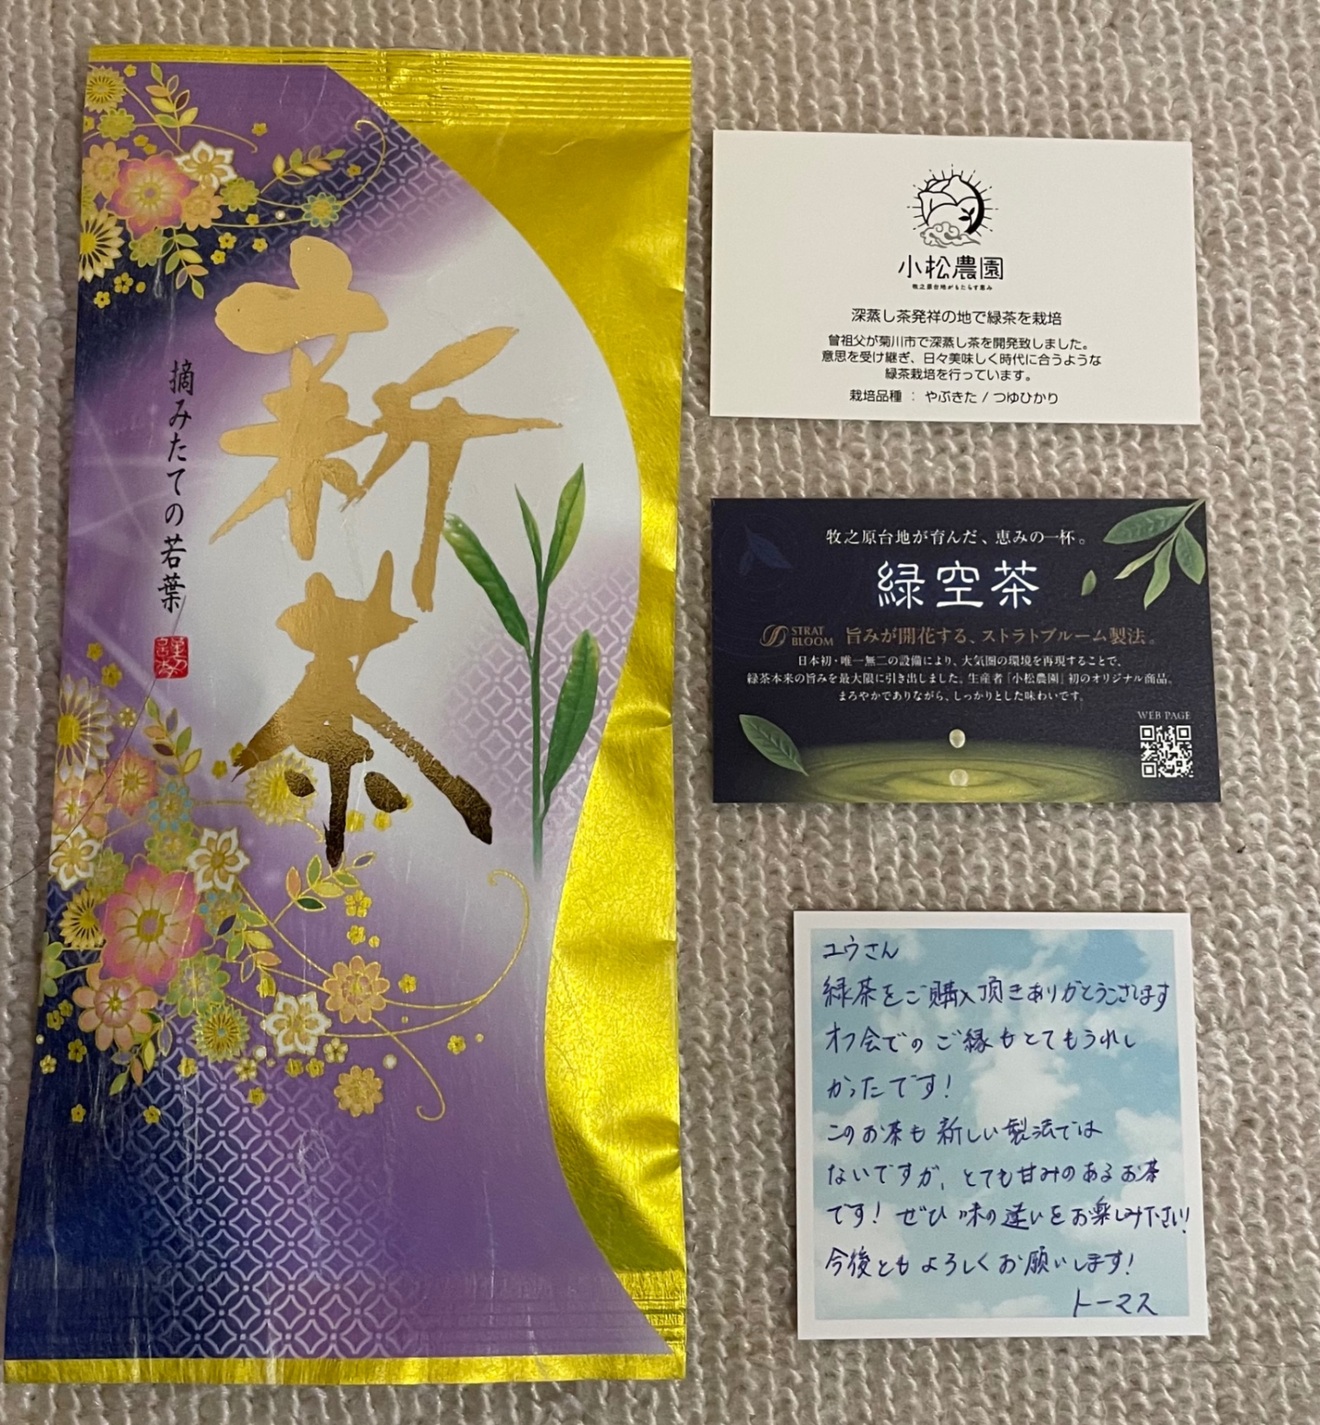 新茶
摘みたての若葉
小松農園
牧之原台地がもたらす恵み
深蒸し茶発祥の地で緑茶を栽培
曾祖父が菊川市で深蒸し茶を開発致しました。
意思を受け継ぎ、日々美味しく時代に合うような
緑茶栽培を行っています。
栽培品種 : やぶきた / つゆひかり
牧之原台地が育んだ、恵みの一杯。
緑空茶
STRAT
BLOOM
旨みが開花する、ストラトブルーム製法。
日本初・唯一無二の設備により、大気圏の環境を再現することで、
緑茶本来の旨みを最大限に引き出しました。生産者「小松農園」初のオリジナル商品。
まろやかでありながら、しっかりとした味わいです。
WEB PAGE
ユウさん
緑茶をご購入頂きありがとうございます
オフ会でのご縁もとてもうれし
かったです!
このお茶も新しい製法では
ないですが、とても甘みのあるお茶
です! ぜひ味の違いをお楽しみ下さい!
今後ともよろしくお願いします!
トーマス